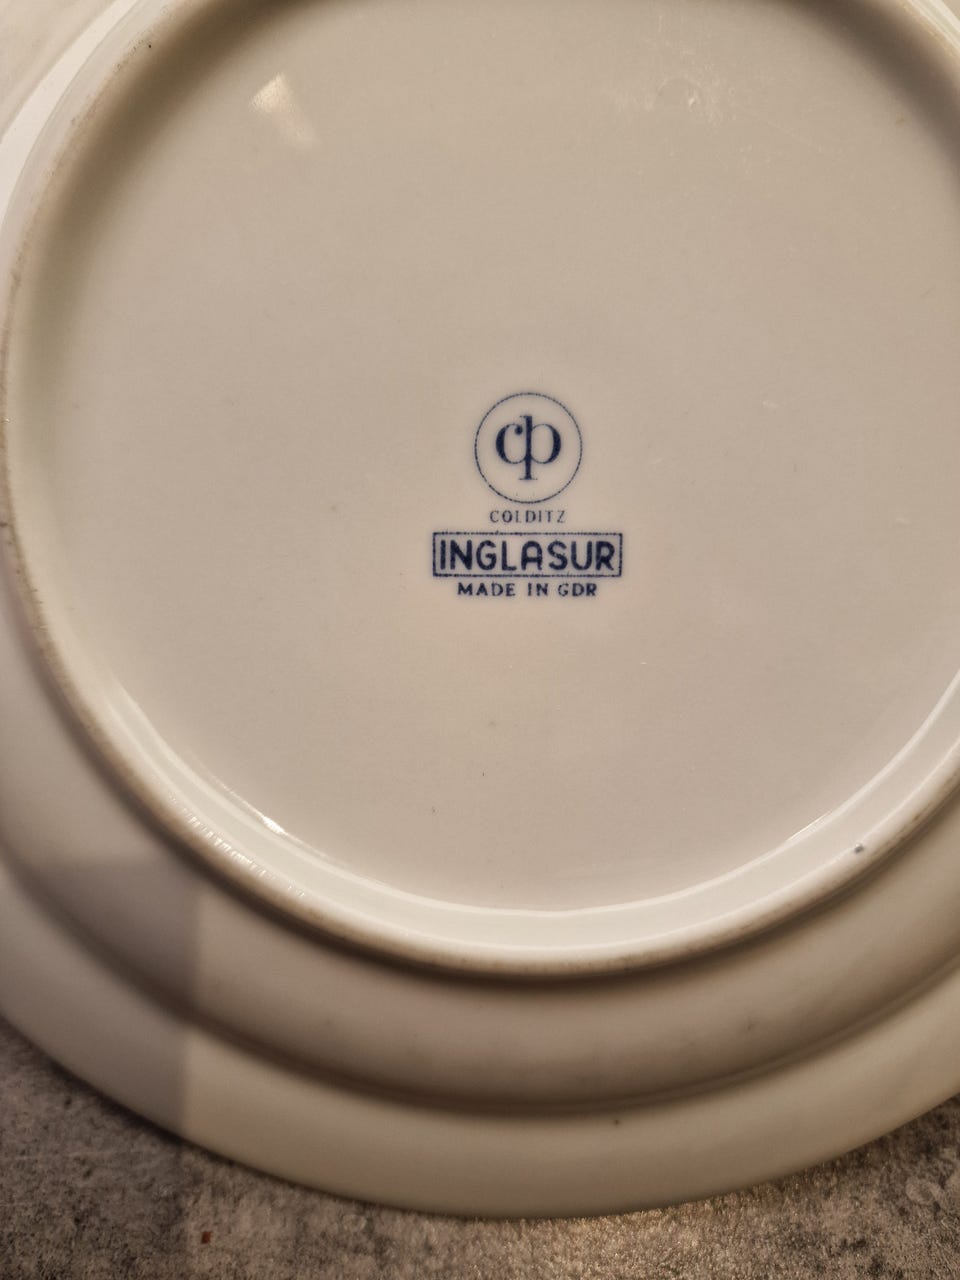 cp
COLDITZ
INGLASUR
MADE IN GDR